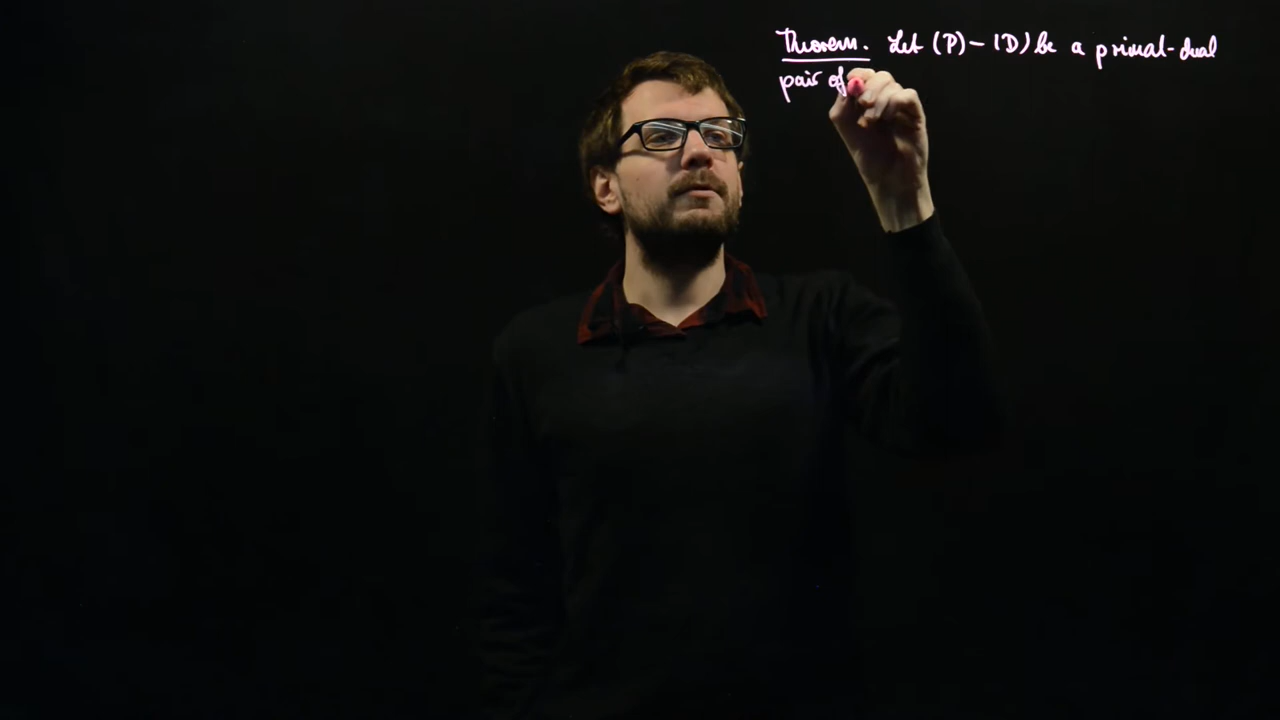 Theorem. Let (P) - (D) be a primal-dual
pair of